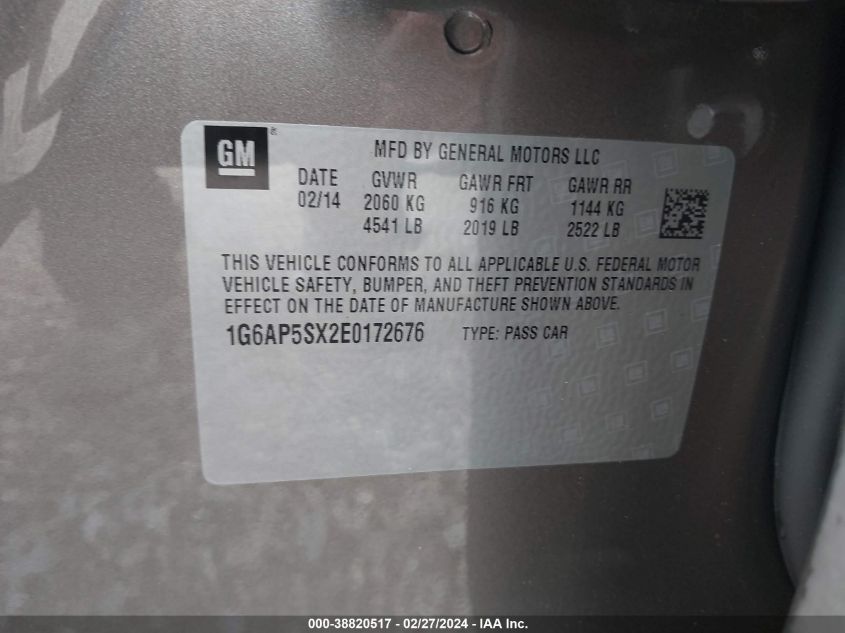 GM ®
MFD BY GENERAL MOTORS LLC
DATE GVWR GAWR FRT GAWR RR
02/14 2060 KG 916 KG 1144 KG
4541 LB 2019 LB 2522 LB
THIS VEHICLE CONFORMS TO ALL APPLICABLE U.S. FEDERAL MOTOR
VEHICLE SAFETY, BUMPER, AND THEFT PREVENTION STANDARDS IN
EFFECT ON THE DATE OF MANUFACTURE SHOWN ABOVE.
1G6AP5SX2E0172676 TYPE: PASS CAR
000-38820517 - 02/27/2024 - IAA Inc.